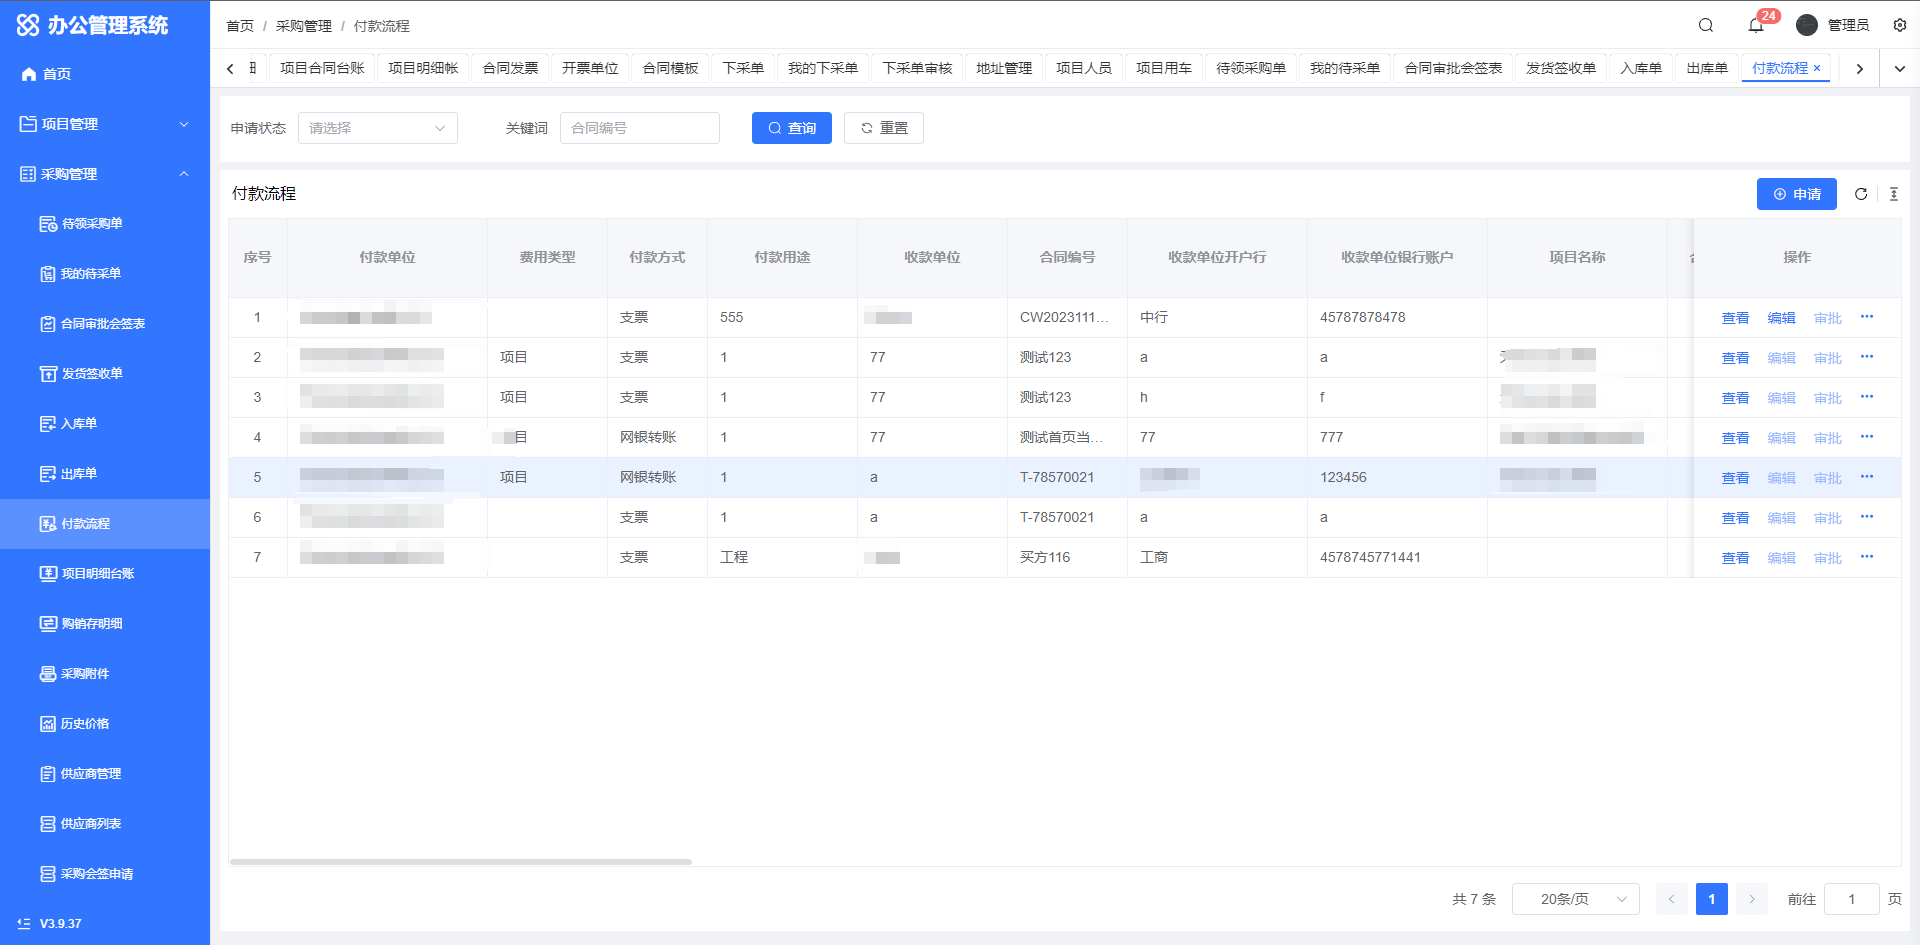 办公管理系统
首页
项目管理
采购管理
待领采购单
我的待采单
合同审批会签表
发货签收单
入库单
出库单
付款流程
项目明细台账
购销存明细
采购附件
历史价格
供应商管理
供应商列表
采购会签申请
V3.9.37
首页 / 采购管理 / 付款流程
24 管理员
项目合同台账 项目明细帐 合同发票 开票单位 合同模板 下采单 我的下采单 下采单审核 地址管理 项目人员 项目用车 待领采购单 我的待采单 合同审批会签表 发货签收单 入库单 出库单 付款流程 ×
申请状态 请选择 关键词 合同编号 查询 重置
付款流程 申请
序号 付款单位 费用类型 付款方式 付款用途 收款单位 合同编号 收款单位开户行 收款单位银行账户 项目名称 操作
1 支票 555 CW2023111... 中行 45787878478 查看 编辑 审批 ...
2 项目 支票 1 77 测试123 a a 查看 编辑 审批 ...
3 项目 支票 1 77 测试123 h f 查看 编辑 审批 ...
4 目 网银转账 1 77 测试首页当... 77 777 查看 编辑 审批 ...
5 项目 网银转账 1 a T-78570021 123456 查看 编辑 审批 ...
6 支票 1 a T-78570021 a a 查看 编辑 审批 ...
7 支票 工程 买方116 工商 4578745771441 查看 编辑 审批 ...
共 7 条 20条/页 1 前往 1 页